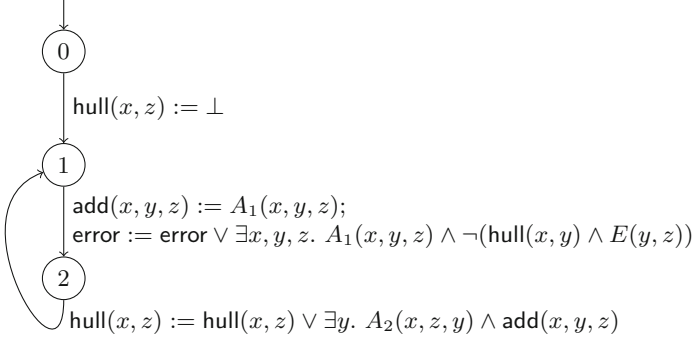 0
hull(x, z) := ⊥
1
add(x, y, z) := A₁(x, y, z);
error := error ∨ ∃x, y, z. A₁(x, y, z) ∧ ¬(hull(x, y) ∧ E(y, z))
2
hull(x, z) := hull(x, z) ∨ ∃y. A₂(x, z, y) ∧ add(x, y, z)